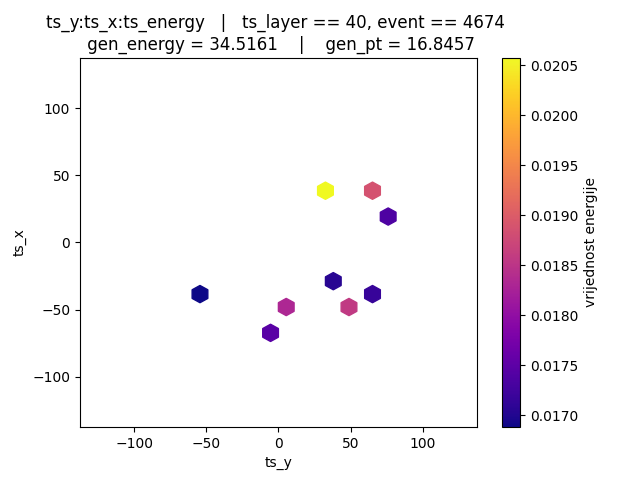 ts_y:ts_x:ts_energy | ts_layer == 40, event == 4674
gen_energy = 34.5161 | gen_pt = 16.8457
ts_x
100
50
0
−50
−100
−100 −50 0 50 100
ts_y
0.0205
0.0200
0.0195
0.0190
0.0185
0.0180
0.0175
0.0170
vrijednost energije